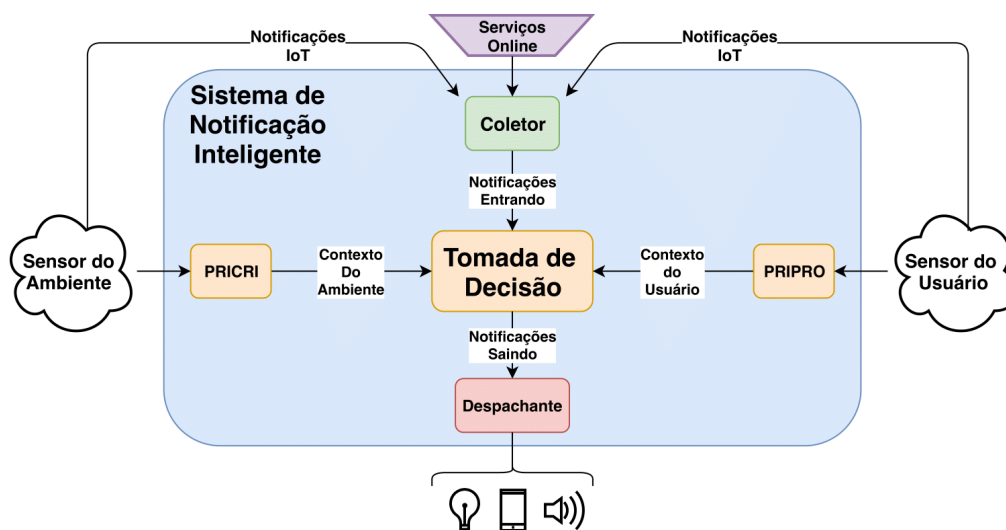 Serviços
Online
Notificações
IoT
Notificações
IoT
Sistema de
Notificação
Inteligente
Coletor
Notificações
Entrando
Sensor do
Ambiente
PRICRI
Contexto
Do
Ambiente
Tomada de
Decisão
Contexto
do
Usuário
PRIPRO
Sensor do
Usuário
Notificações
Saindo
Despachante